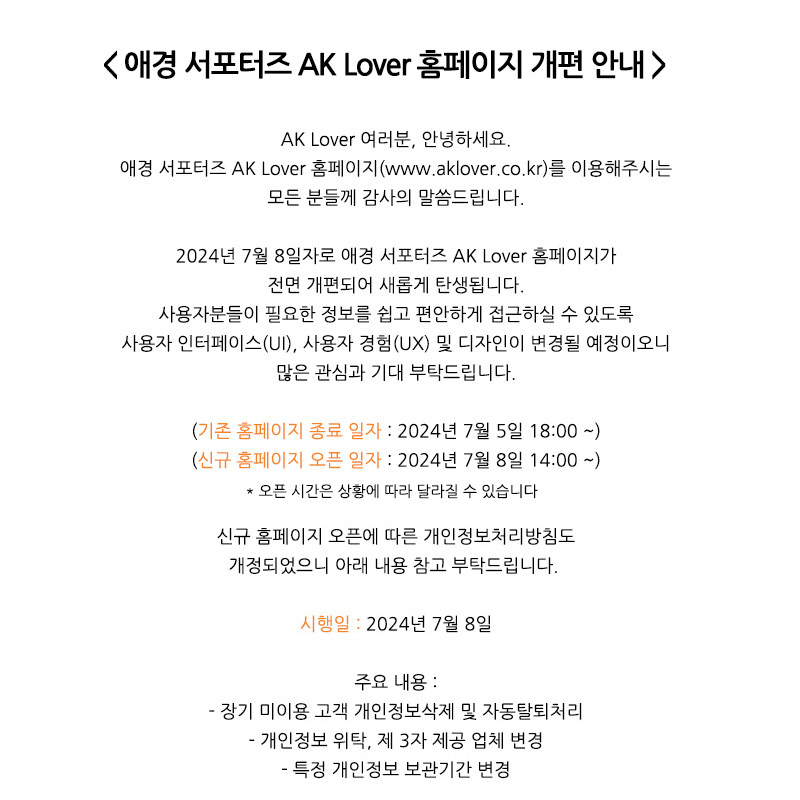 < 애경 서포터즈 AK Lover 홈페이지 개편 안내 >
AK Lover 여러분, 안녕하세요.
애경 서포터즈 AK Lover 홈페이지(www.aklover.co.kr)를 이용해주시는
모든 분들께 감사의 말씀드립니다.
2024년 7월 8일자로 애경 서포터즈 AK Lover 홈페이지가
전면 개편되어 새롭게 탄생됩니다.
사용자분들이 필요한 정보를 쉽고 편안하게 접근하실 수 있도록
사용자 인터페이스(UI), 사용자 경험(UX) 및 디자인이 변경될 예정이오니
많은 관심과 기대 부탁드립니다.
(기존 홈페이지 종료 일자 : 2024년 7월 5일 18:00 ~)
(신규 홈페이지 오픈 일자 : 2024년 7월 8일 14:00 ~)
* 오픈 시간은 상황에 따라 달라질 수 있습니다
신규 홈페이지 오픈에 따른 개인정보처리방침도
개정되었으니 아래 내용 참고 부탁드립니다.
시행일 : 2024년 7월 8일
주요 내용 :
- 장기 미이용 고객 개인정보삭제 및 자동탈퇴처리
- 개인정보 위탁, 제 3자 제공 업체 변경
- 특정 개인정보 보관기간 변경